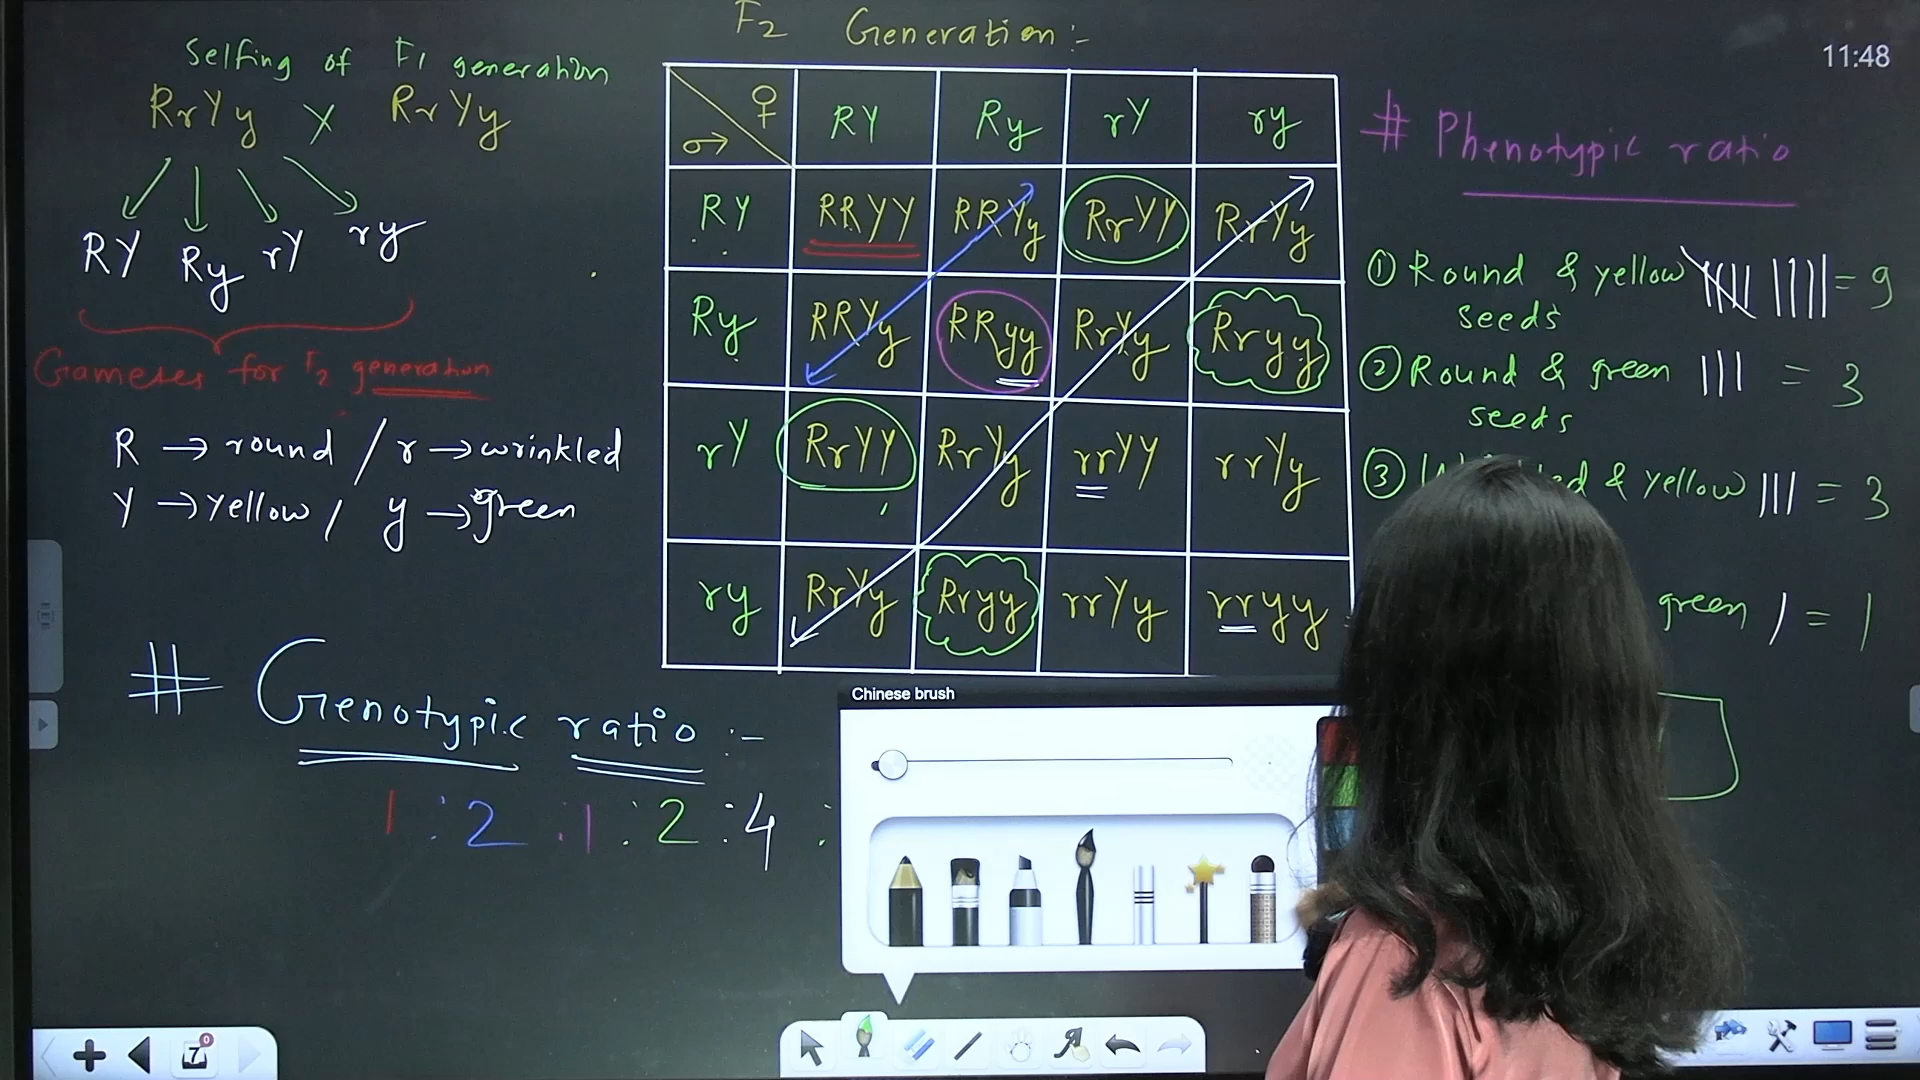 F2 Generation:-
11:48
Selfing of F1 generation
RrYy X RrYy
RY Ry rY ry
Gameses for F2 generation
R → round / r → wrinkled
Y → yellow / y → green
♀ RY Ry rY ry
♂
RY RRYY RRYy RrYY RrYy
Ry RRYy RRyy RrYy Rryy
rY RrYY RrYy rrYY rrYy
ry RrYy Rryy rrYy rryy
# Phenotypic ratio
① Round & yellow = 9
seeds
② Round & green ||| = 3
seeds
③ & yellow ||| = 3
green / = 1
# Genotypic ratio :-
1 : 2 : 1 : 2 : 4 :
Chinese brush
7
0